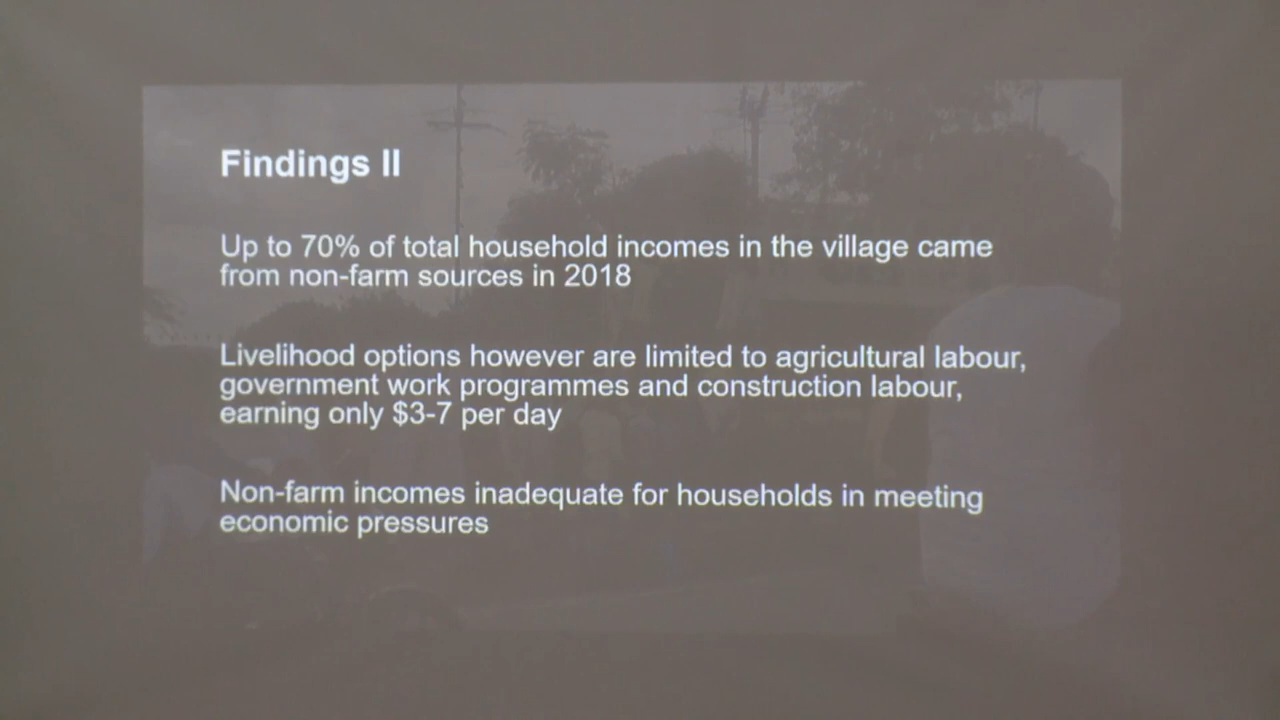 Findings II
Up to 70% of total household incomes in the village came
from non-farm sources in 2018
Livelihood options however are limited to agricultural labour,
government work programmes and construction labour,
earning only $3-7 per day
Non-farm incomes inadequate for households in meeting
economic pressures